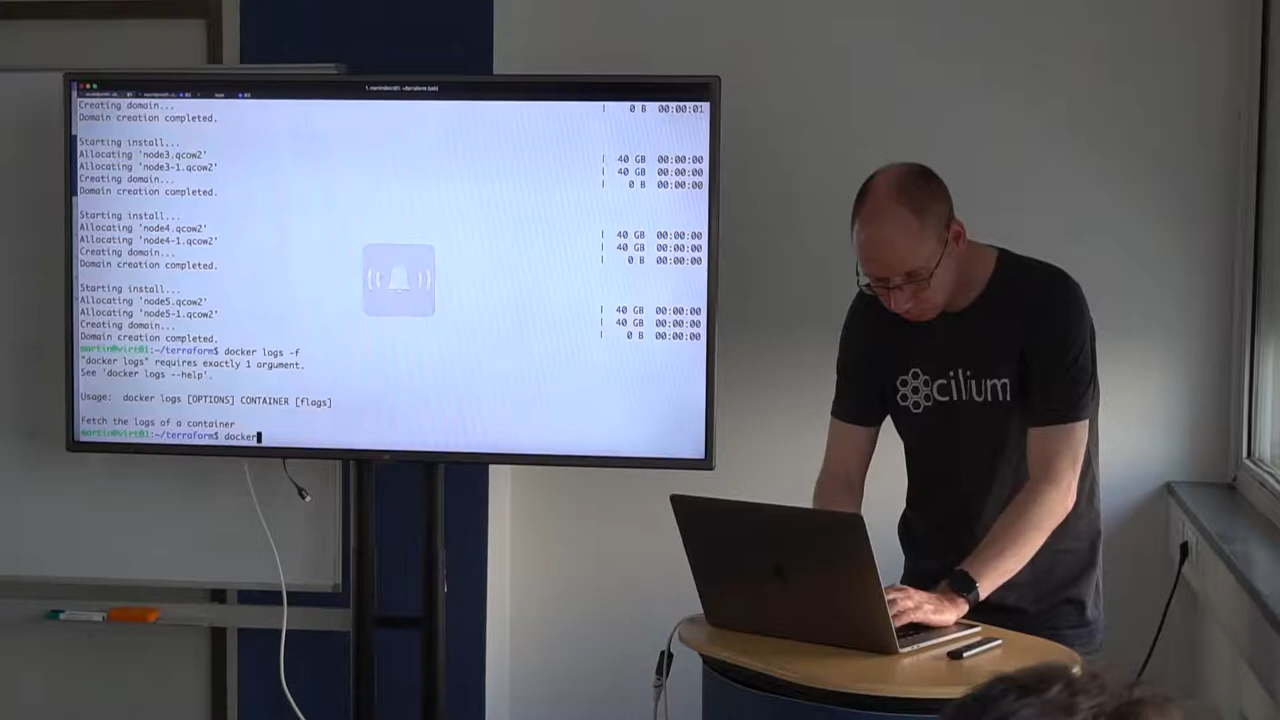 1. martin@virt01: ~/terraform (ssh)
Creating domain... | 0 B 00:00:01
Domain creation completed.
Starting install...
Allocating 'node3.qcow2' | 40 GB 00:00:00
Allocating 'node3-1.qcow2' | 40 GB 00:00:00
Creating domain... | 0 B 00:00:00
Domain creation completed.
Starting install...
Allocating 'node4.qcow2' | 40 GB 00:00:00
Allocating 'node4-1.qcow2' | 40 GB 00:00:00
Creating domain... | 0 B 00:00:00
Domain creation completed.
Starting install...
Allocating 'node5.qcow2' | 40 GB 00:00:00
Allocating 'node5-1.qcow2' | 40 GB 00:00:00
Creating domain... | 0 B 00:00:00
Domain creation completed.
martin@virt01:~/terraform$ docker logs -f
"docker logs" requires exactly 1 argument.
See 'docker logs --help'.
Usage:  docker logs [OPTIONS] CONTAINER [flags]
Fetch the logs of a container
martin@virt01:~/terraform$ docker
cilium